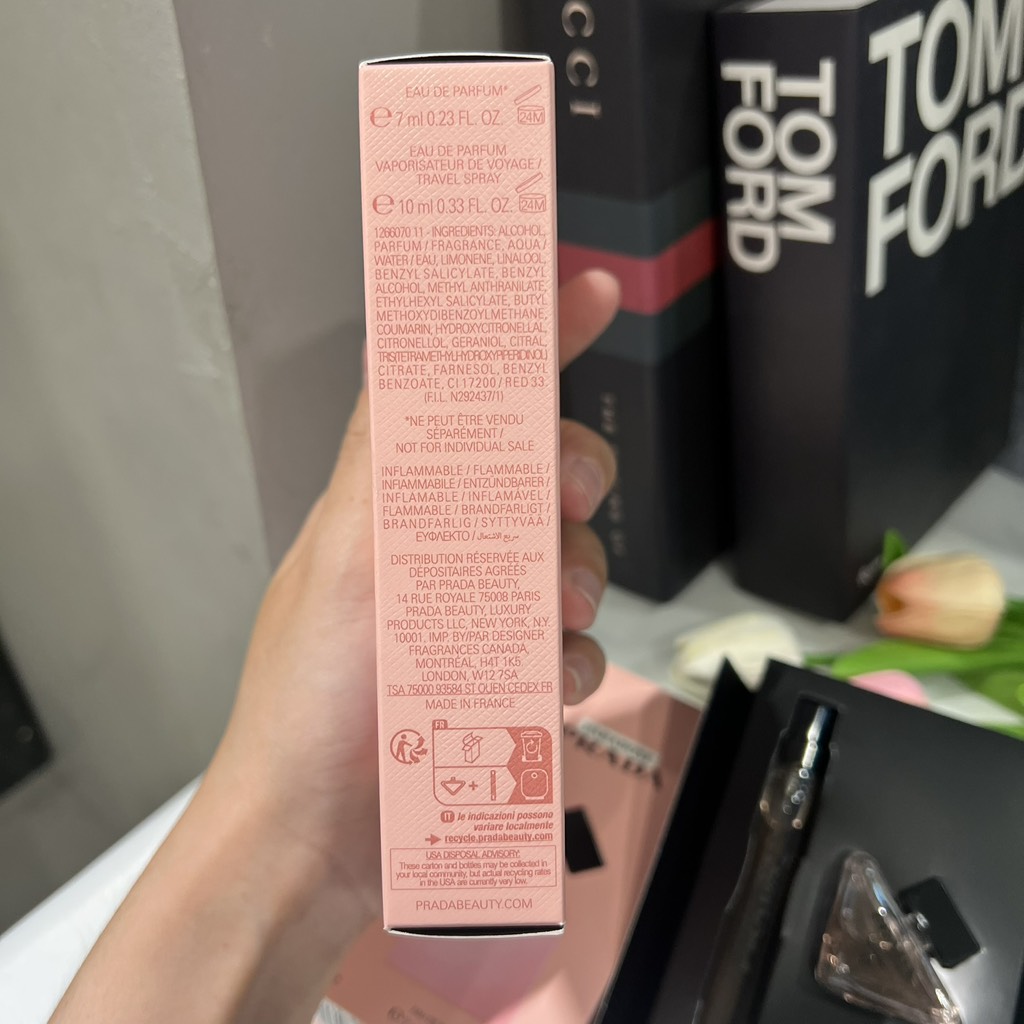 EAU DE PARFUM*
℮ 7 ml 0.23 FL. OZ. 24M
EAU DE PARFUM
VAPORISATEUR DE VOYAGE /
TRAVEL SPRAY
℮ 10 ml 0.33 FL. OZ. 24M
1266070 11 - INGREDIENTS: ALCOHOL,
PARFUM / FRAGRANCE, AQUA /
WATER / EAU, LIMONENE, LINALOOL,
BENZYL SALICYLATE, BENZYL
ALCOHOL, METHYL ANTHRANILATE,
ETHYLHEXYL SALICYLATE, BUTYL
METHOXYDIBENZOYLMETHANE,
COUMARIN, HYDROXYCITRONELLAL,
CITRONELLOL, GERANIOL, CITRAL,
TRIS(TETRAMETHYLHYDROXYPIPERIDINOL)
CITRATE, FARNESOL, BENZYL
BENZOATE, CI 17200 / RED 33
(F.I.L. N292437/1)
*NE PEUT ÊTRE VENDU
SÉPARÉMENT /
NOT FOR INDIVIDUAL SALE
INFLAMMABLE / FLAMMABLE /
INFIAMMABILE / ENTZÜNDBARER /
INFLAMABLE / INFLAMÁVEL /
FLAMMABLE / BRANDFARLIGT /
BRANDFARLIG / SYTTYVÄÄ /
ΕΥΦΛΕΚΤΟ / سريع الاشتعال
DISTRIBUTION RÉSERVÉE AUX
DÉPOSITAIRES AGRÉÉS
PAR PRADA BEAUTY,
14 RUE ROYALE 75008 PARIS
PRADA BEAUTY, LUXURY
PRODUCTS LLC, NEW YORK, N.Y.
10001. IMP. BY/PAR DESIGNER
FRAGRANCES CANADA,
MONTRÉAL, H4T 1K5
LONDON, W12 7SA
TSA 75000 93584 ST OUEN CEDEX FR
MADE IN FRANCE
FR
+
IT le indicazioni possono
variare localmente
recycle.pradabeauty.com
USA DISPOSAL ADVISORY:
These carton and bottles may be collected in
your local community, but actual recycling rates
in the USA are currently very low.
PRADABEAUTY.COM
CCI
TOM
FORD
TOM
FORD
PRADA